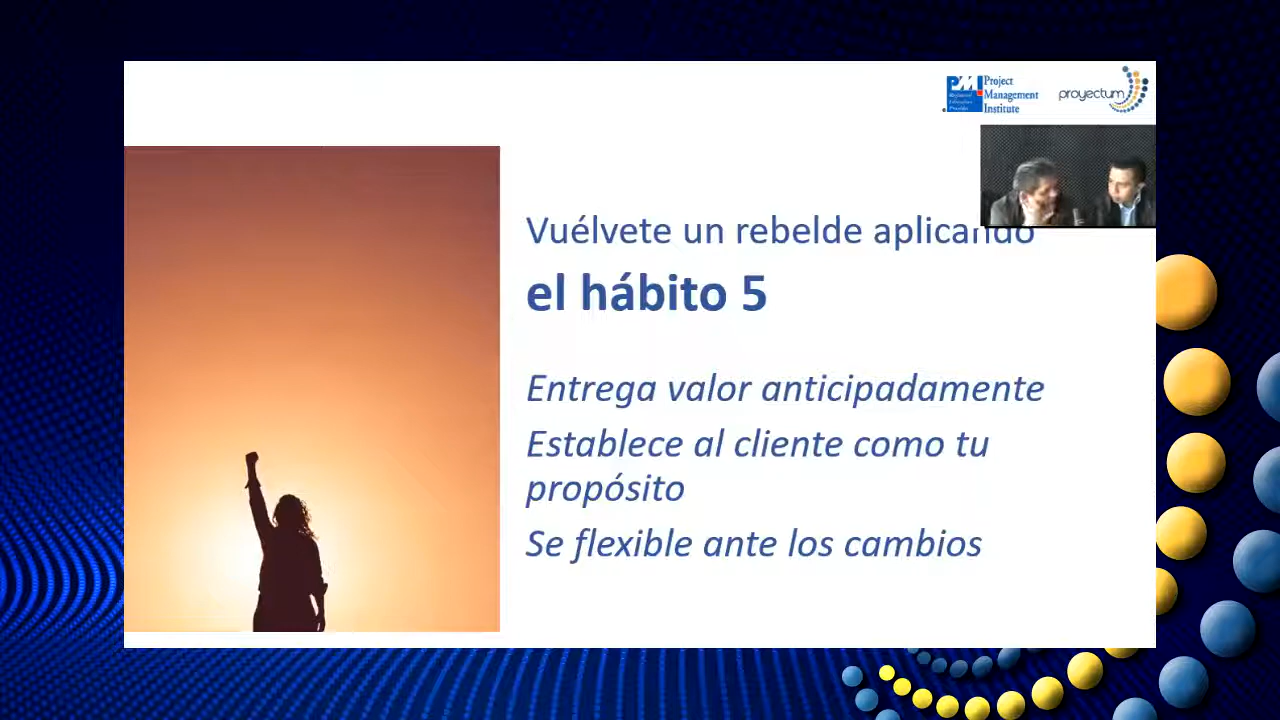 PMI
Project
Management
Institute
proyectum
Vuélvete un rebelde aplicando
el hábito 5
Entrega valor anticipadamente
Establece al cliente como tu
propósito
Se flexible ante los cambios